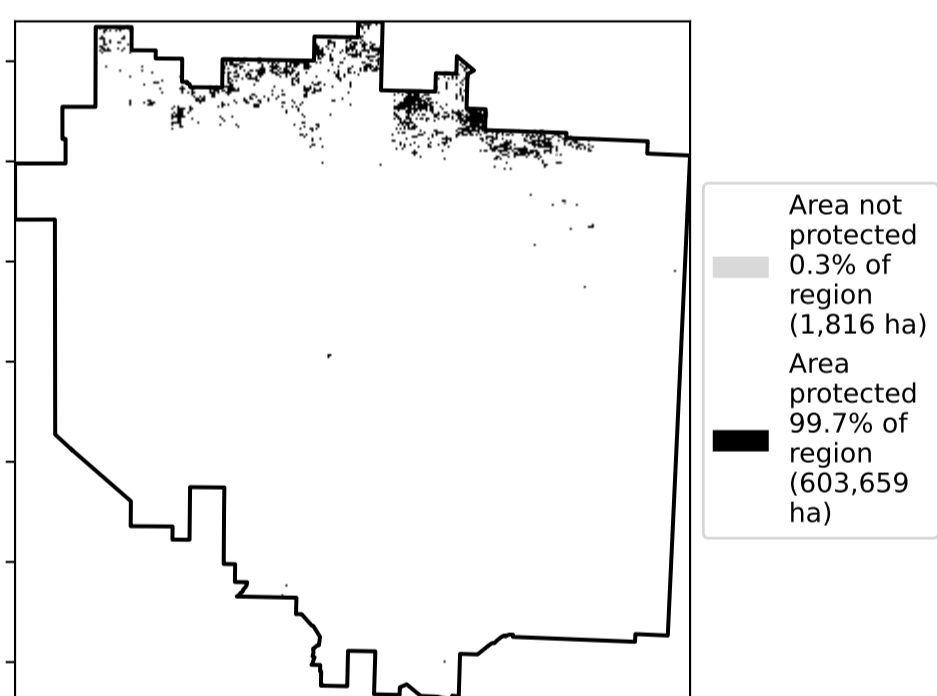 Area not
protected
0.3% of
region
(1,816 ha)
Area
protected
99.7% of
region
(603,659
ha)